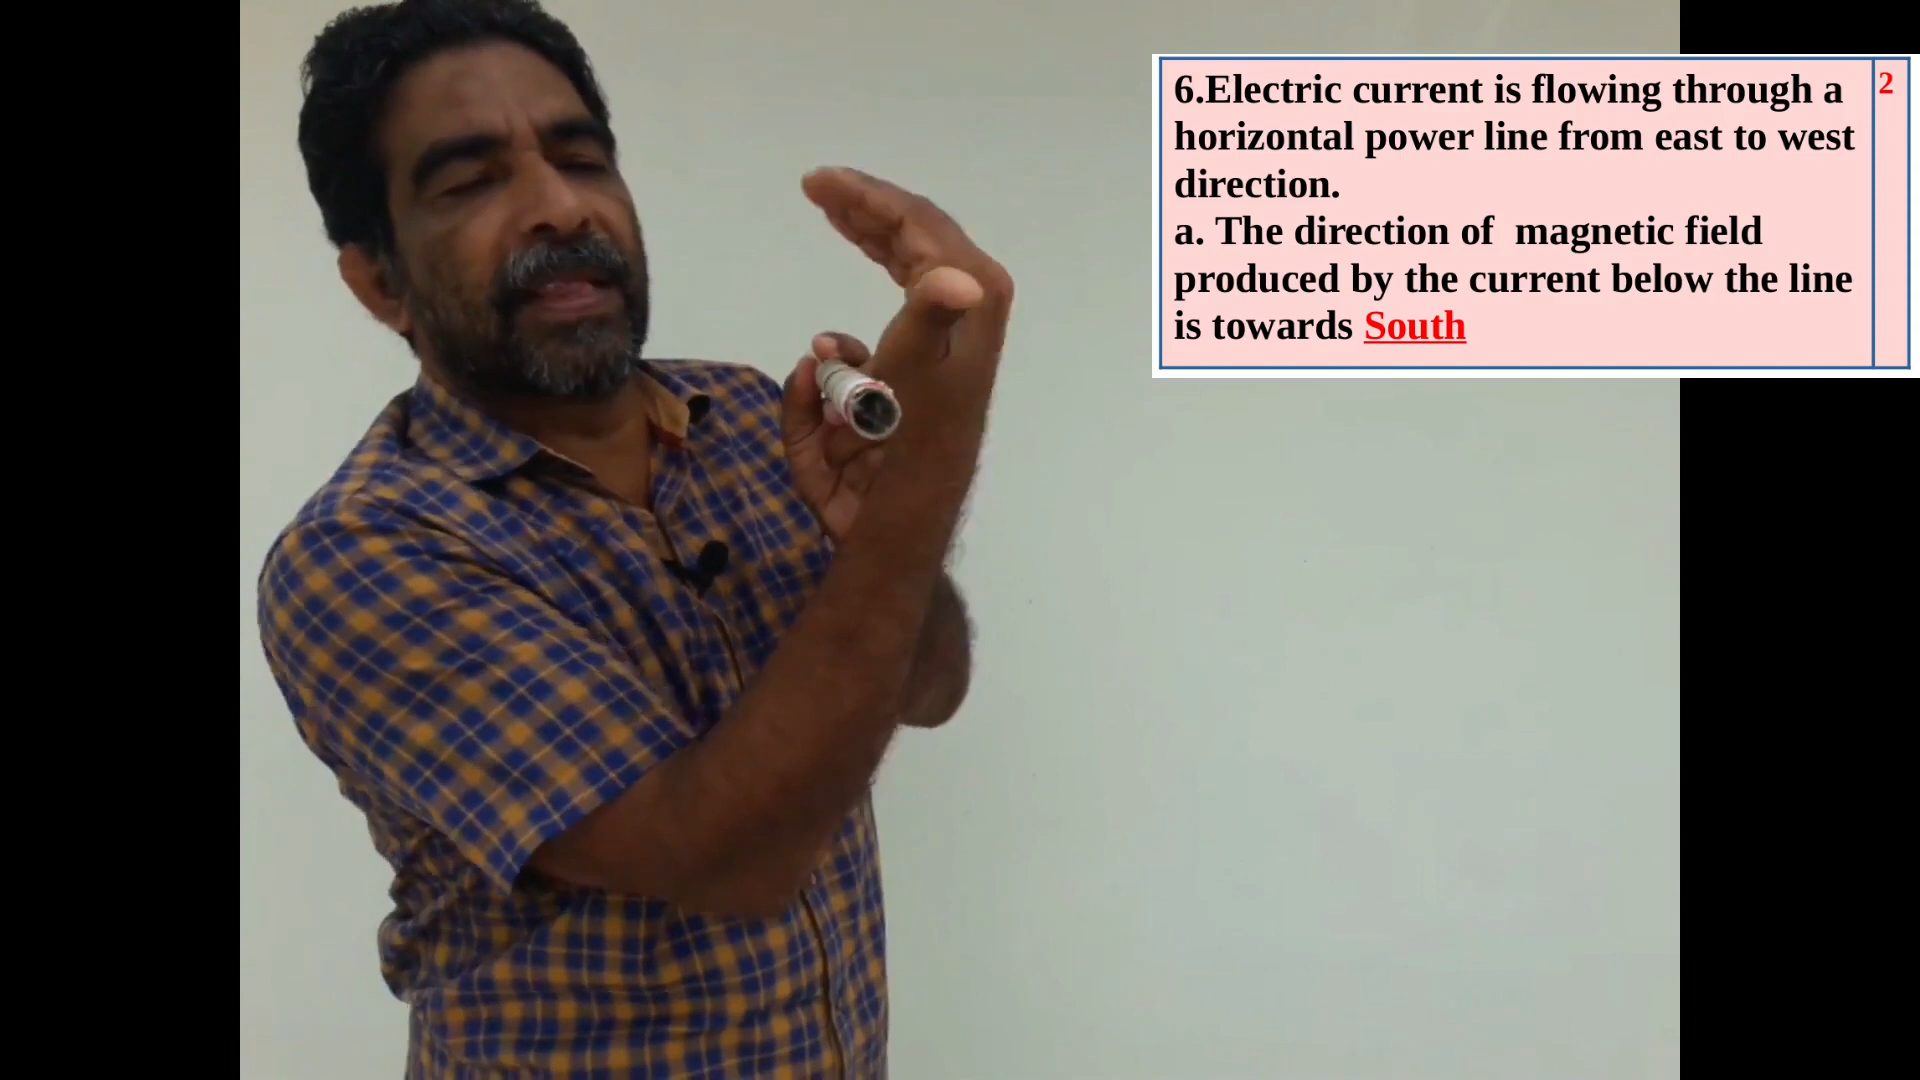 6.Electric current is flowing through a
horizontal power line from east to west
direction.
a. The direction of  magnetic field
produced by the current below the line
is towards South
2